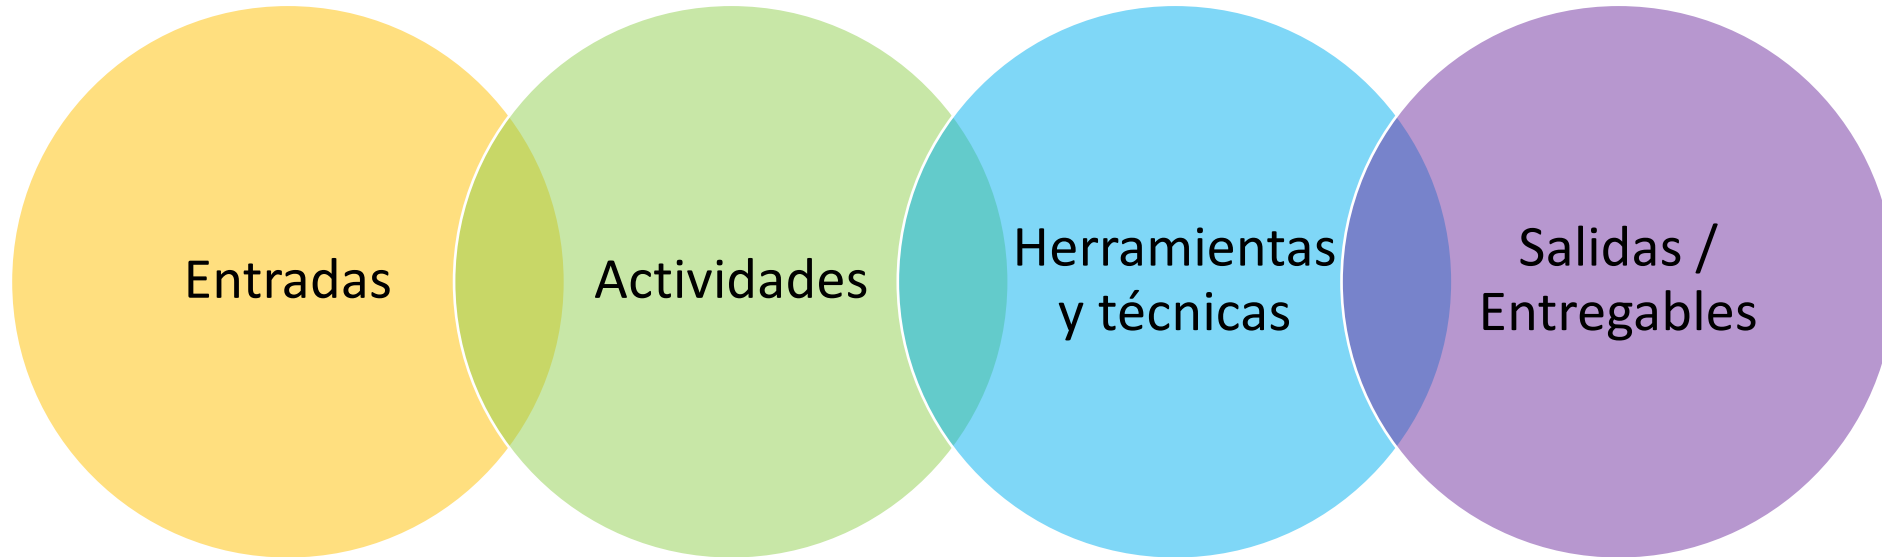 Entradas
Actividades
Herramientas
y técnicas
Salidas /
Entregables